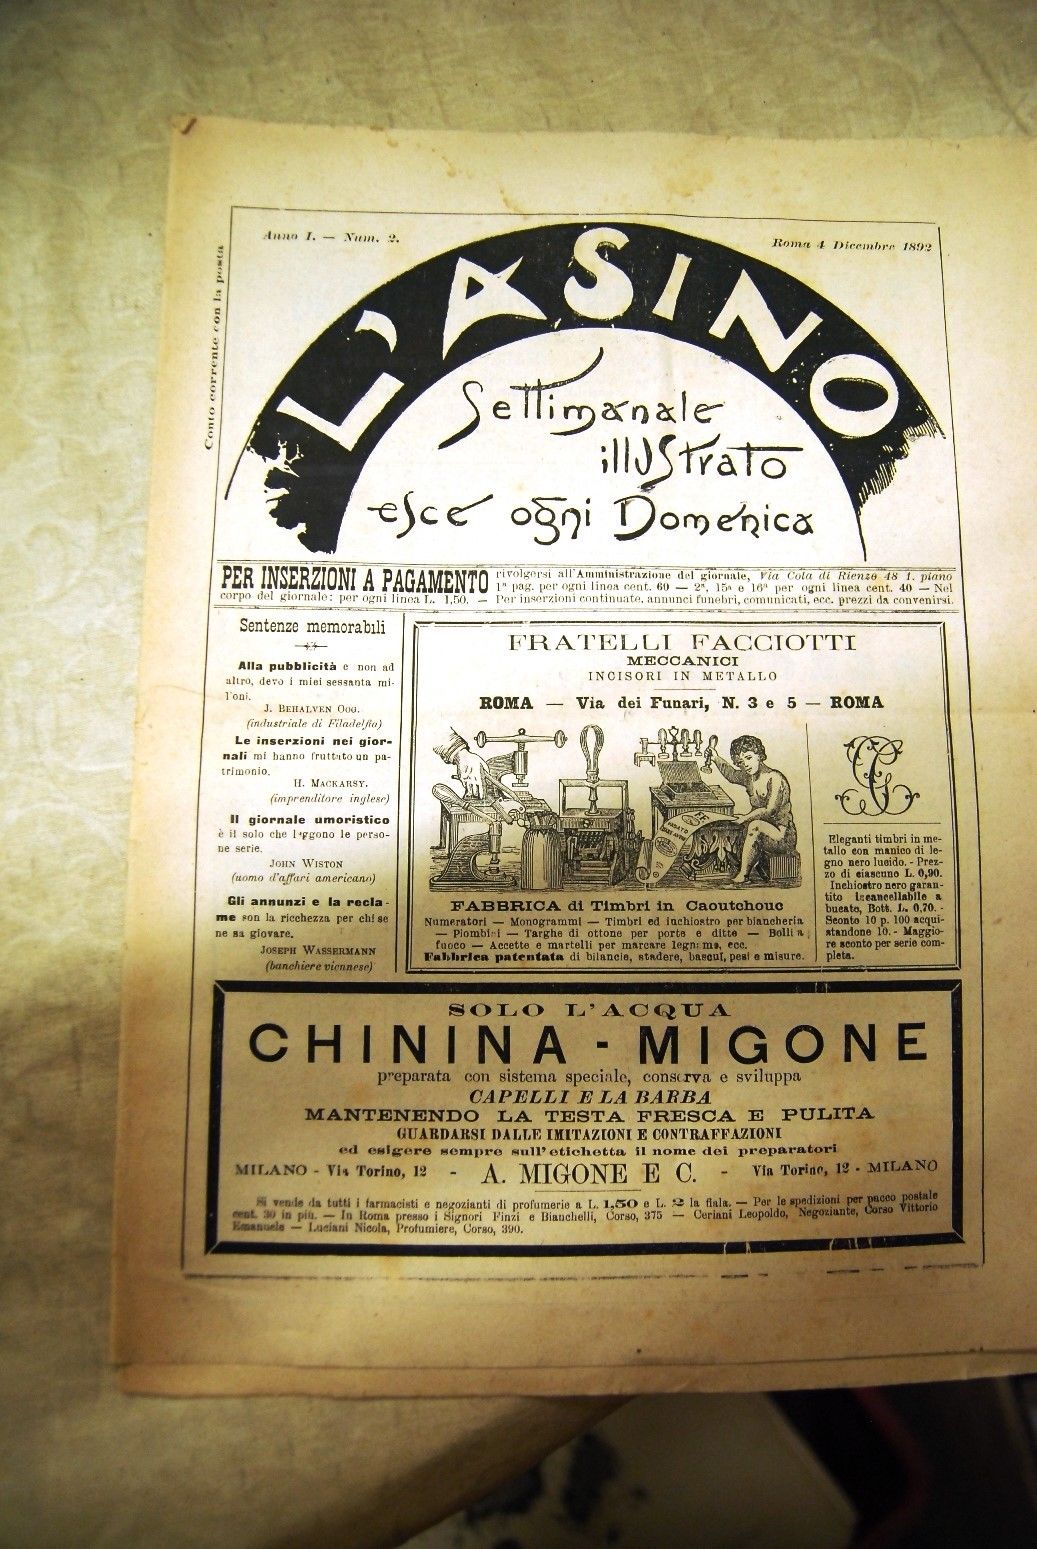 Conto corrente con la posta
Anno I. — Num. 2.
Roma 4 Dicembre 1892
L'ASINO
Settimanale
illustrato
esce ogni Domenica
PER INSERZIONI A PAGAMENTO rivolgersi all'Amministrazione del giornale, Via Cola di Rienzo 48 1. piano
1ª pag. per ogni linea cent. 60 — 2ª, 15ª e 16ª per ogni linea cent. 40 — Nel
corpo del giornale: per ogni linea L. 1,50. — Per inserzioni continuate, annunci funebri, comunicati, ecc. prezzi da convenirsi.
Sentenze memorabili
Alla pubblicità e non ad
altro, devo i miei sessanta mi-
lioni.
J. BEHALVEN OOG.
(industriale di Filadelfia)
Le inserzioni nei gior-
nali mi hanno fruttato un pa-
trimonio.
H. MACKARSY.
(imprenditore inglese)
Il giornale umoristico
è il solo che leggono le perso-
ne serie.
JOHN WISTON
(uomo d'affari americano)
Gli annunzi e la recla-
me son la ricchezza per chi se
ne sa giovare.
JOSEPH WASSERMANN
(banchiere viennese)
FRATELLI FACCIOTTI
MECCANICI
INCISORI IN METALLO
ROMA — Via dei Funari, N. 3 e 5 — ROMA
FABBRICA di Timbri in Caoutchouc
Numeratori — Monogrammi — Timbri ed inchiostro per biancheria
— Piombini — Targhe di ottone per porte e ditte — Bolli a
fuoco — Accette e martelli per marcare legname, ecc.
Fabbrica patentata di bilancie, stadere, bascul, pesi e misure.
Eleganti timbri in me-
tallo con manico di le-
gno nero lucido. - Prez-
zo di ciascuno L. 0,90.
Inchiostro nero garan-
tito incancellabile a
bucato, Bott. L. 0,70. -
Sconto 10 p. 100 acqui-
standone 10. - Maggio-
re sconto per serie com-
pleta.
SOLO L'ACQUA
CHININA - MIGONE
preparata con sistema speciale, conserva e sviluppa
CAPELLI E LA BARBA
MANTENENDO LA TESTA FRESCA E PULITA
GUARDARSI DALLE IMITAZIONI E CONTRAFFAZIONI
ed esigere sempre sull'etichetta il nome dei preparatori
MILANO - Via Torino, 12 - A. MIGONE E C. - Via Torino, 12 - MILANO
Si vende da tutti i farmacisti e negozianti di profumerie a L. 1,50 e L. 2 la fiala. — Per le spedizioni per pacco postale
cent. 30 in più. — In Roma presso i Signori Finzi e Bianchelli, Corso, 375 — Ceriani Leopoldo, Negoziante, Corso Vittorio
Emanuele — Luciani Nicola, Profumiere, Corso, 390.